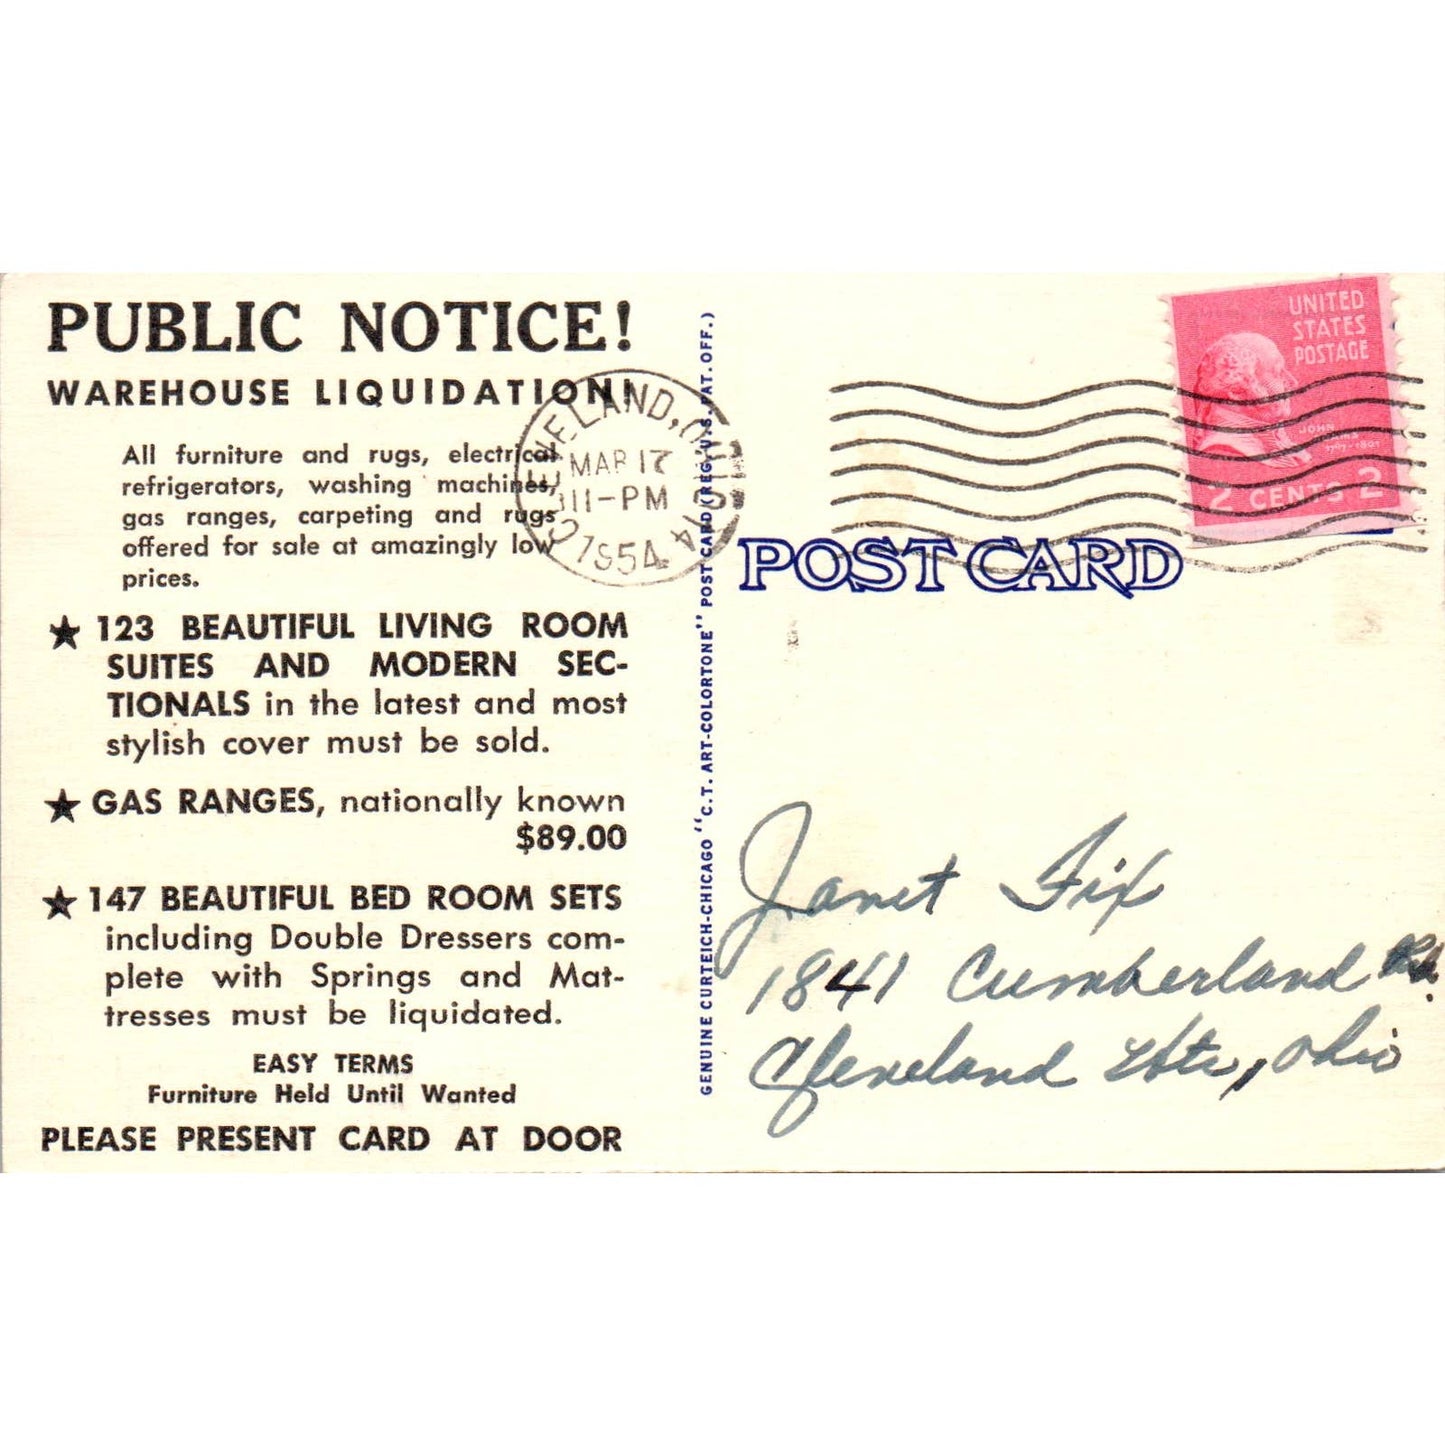 PUBLIC NOTICE!
WAREHOUSE LIQUIDATION!
All furniture and rugs, electrical
refrigerators, washing machines,
gas ranges, carpeting and rugs
offered for sale at amazingly low
prices.
★ 123 BEAUTIFUL LIVING ROOM
SUITES AND MODERN SEC-
TIONALS in the latest and most
stylish cover must be sold.
★ GAS RANGES, nationally known
$89.00
★ 147 BEAUTIFUL BED ROOM SETS
including Double Dressers com-
plete with Springs and Mat-
tresses must be liquidated.
EASY TERMS
Furniture Held Until Wanted
PLEASE PRESENT CARD AT DOOR
CLEVELAND, OHIO
MAR 17
11-PM
1954
GENUINE CURTEICH-CHICAGO "C.T. ART-COLORTONE" POST CARD (REG. U.S. PAT. OFF.)
UNITED
STATES
POSTAGE
JOHN
2 CENTS 2
POST CARD
Janet Fix
1841 Cumberland Rd.
Cleveland Hts, Ohio